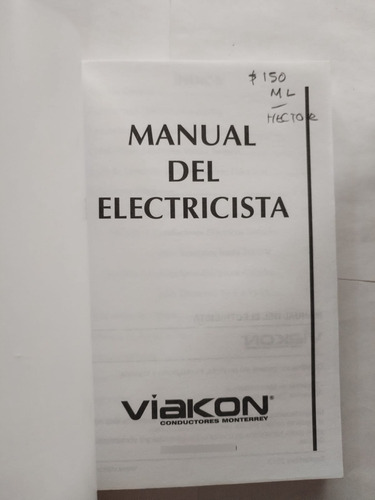 $ 150
ML
HECTOR
MANUAL
DEL
ELECTRICISTA
VIAKON®
CONDUCTORES MONTERREY